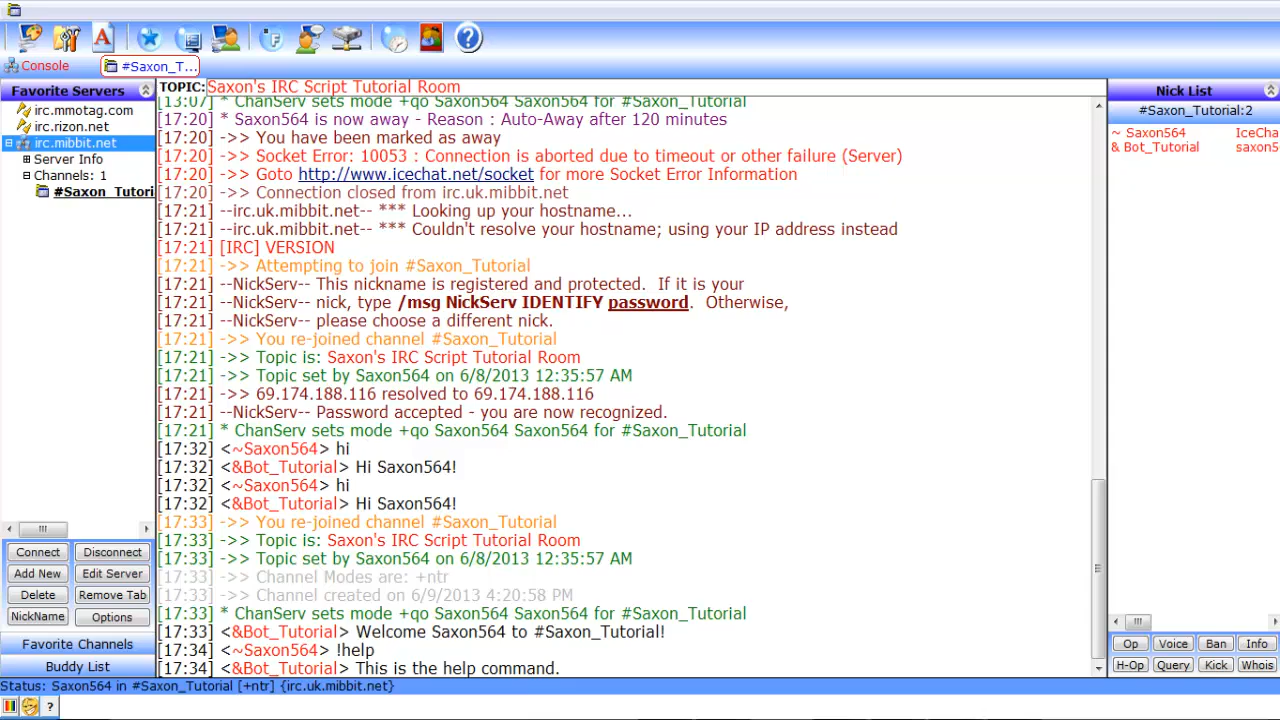 Console
#Saxon_T...
Favorite Servers
irc.mmotag.com
irc.rizon.net
irc.mibbit.net
Server Info
Channels: 1
#Saxon_Tutori
Connect Disconnect
Add New Edit Server
Delete Remove Tab
NickName Options
Favorite Channels
Buddy List
TOPIC: Saxon's IRC Script Tutorial Room
[13:07] * ChanServ sets mode +qo Saxon564 Saxon564 for #Saxon_Tutorial
[17:20] * Saxon564 is now away - Reason : Auto-Away after 120 minutes
[17:20] ->> You have been marked as away
[17:20] ->> Socket Error: 10053 : Connection is aborted due to timeout or other failure (Server)
[17:20] ->> Goto http://www.icechat.net/socket for more Socket Error Information
[17:20] ->> Connection closed from irc.uk.mibbit.net
[17:21] --irc.uk.mibbit.net-- *** Looking up your hostname...
[17:21] --irc.uk.mibbit.net-- *** Couldn't resolve your hostname; using your IP address instead
[17:21] [IRC] VERSION
[17:21] ->> Attempting to join #Saxon_Tutorial
[17:21] --NickServ-- This nickname is registered and protected.  If it is your
[17:21] --NickServ-- nick, type /msg NickServ IDENTIFY password.  Otherwise,
[17:21] --NickServ-- please choose a different nick.
[17:21] ->> You re-joined channel #Saxon_Tutorial
[17:21] ->> Topic is: Saxon's IRC Script Tutorial Room
[17:21] ->> Topic set by Saxon564 on 6/8/2013 12:35:57 AM
[17:21] ->> 69.174.188.116 resolved to 69.174.188.116
[17:21] --NickServ-- Password accepted - you are now recognized.
[17:21] * ChanServ sets mode +qo Saxon564 Saxon564 for #Saxon_Tutorial
[17:32] <~Saxon564> hi
[17:32] <&Bot_Tutorial> Hi Saxon564!
[17:32] <~Saxon564> hi
[17:32] <&Bot_Tutorial> Hi Saxon564!
[17:33] ->> You re-joined channel #Saxon_Tutorial
[17:33] ->> Topic is: Saxon's IRC Script Tutorial Room
[17:33] ->> Topic set by Saxon564 on 6/8/2013 12:35:57 AM
[17:33] ->> Channel Modes are: +ntr
[17:33] ->> Channel created on 6/9/2013 4:20:58 PM
[17:33] * ChanServ sets mode +qo Saxon564 Saxon564 for #Saxon_Tutorial
[17:33] <&Bot_Tutorial> Welcome Saxon564 to #Saxon_Tutorial!
[17:34] <~Saxon564> !help
[17:34] <&Bot_Tutorial> This is the help command.
Nick List
#Saxon_Tutorial:2
~ Saxon564 IceCha
& Bot_Tutorial saxon5
Op Voice Ban Info
H-Op Query Kick Whois
Status: Saxon564 in #Saxon_Tutorial [+ntr] {irc.uk.mibbit.net}
?